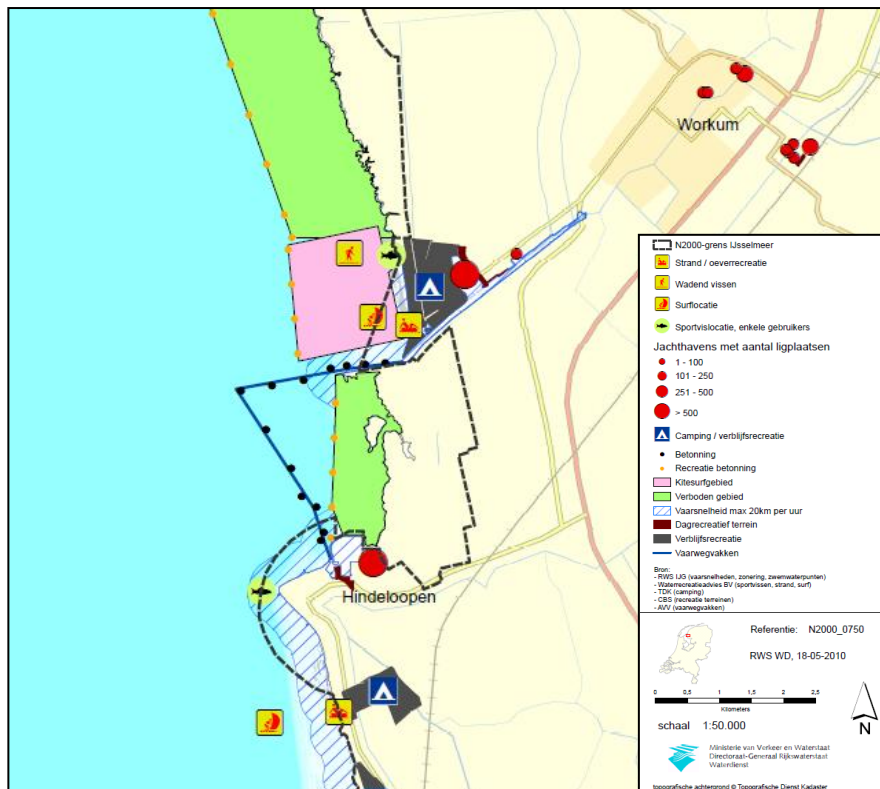 Workum
Hindeloopen
N2000-grens IJsselmeer
Strand / oeverrecreatie
Wadend vissen
Surflocatie
Sportvislocatie, enkele gebruikers
Jachthavens met aantal ligplaatsen
1 - 100
101 - 250
251 - 500
> 500
Camping / verblijfsrecreatie
Betonning
Recreatie betonning
Kitesurfgebied
Verboden gebied
Vaarsnelheid max 20km per uur
Dagrecreatief terrein
Verblijfsrecreatie
Vaarwegvakken
Bron:
- RWS IJG (vaarsnelheden, zonering, zwemwaterpunten)
- Waterrecreatieadvies BV (sportvissen, strand, surf)
- TDK (camping)
- CBS (recreatie terreinen)
- AVV (vaarwegvakken)
Referentie: N2000_0750
RWS WD, 18-05-2010
0 0,5 1 1,5 2 2,5
Kilometers
schaal 1:50.000
N
Ministerie van Verkeer en Waterstaat
Directoraat-Generaal Rijkswaterstaat
Waterdienst
topografische achtergrond © Topografische Dienst Kadaster